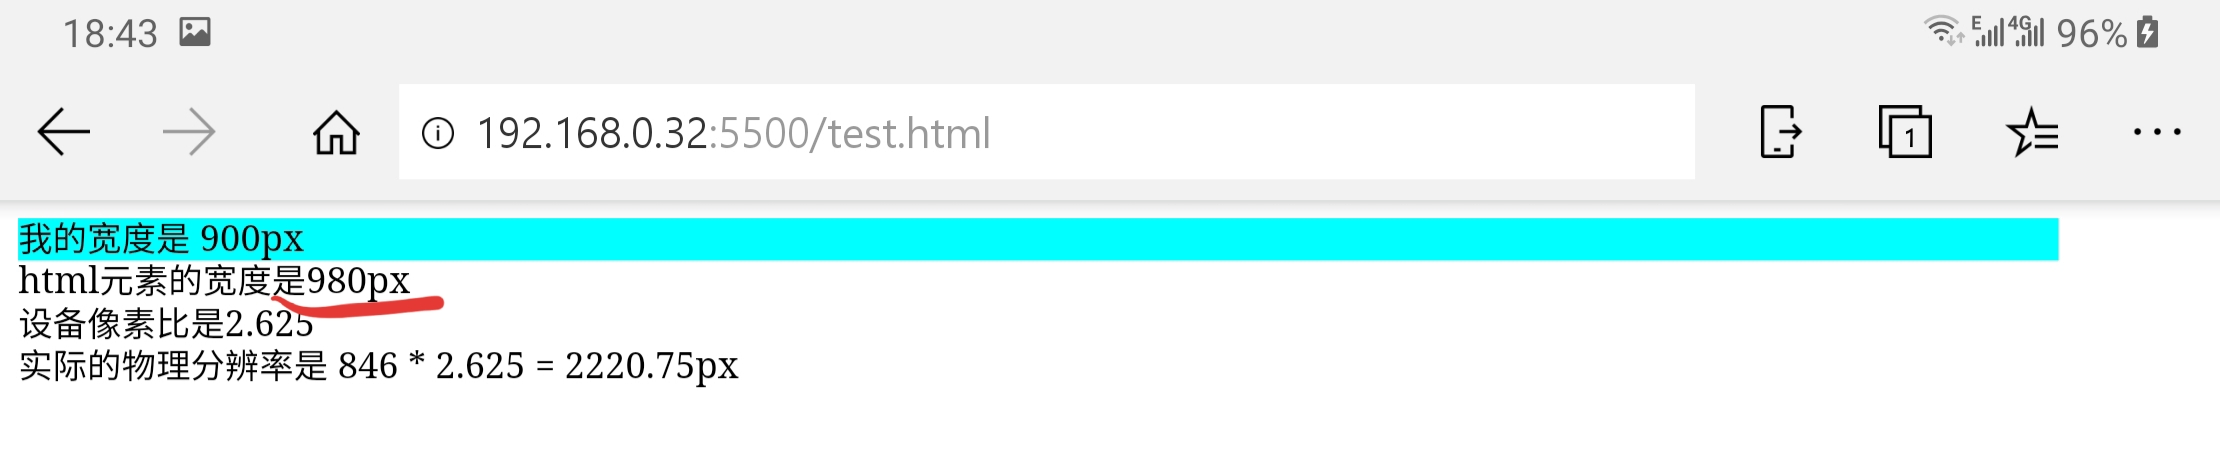 18:43 E 4G 96%
192.168.0.32:5500/test.html 1
我的宽度是 900px
html元素的宽度是980px
设备像素比是2.625
实际的物理分辨率是 846 * 2.625 = 2220.75px